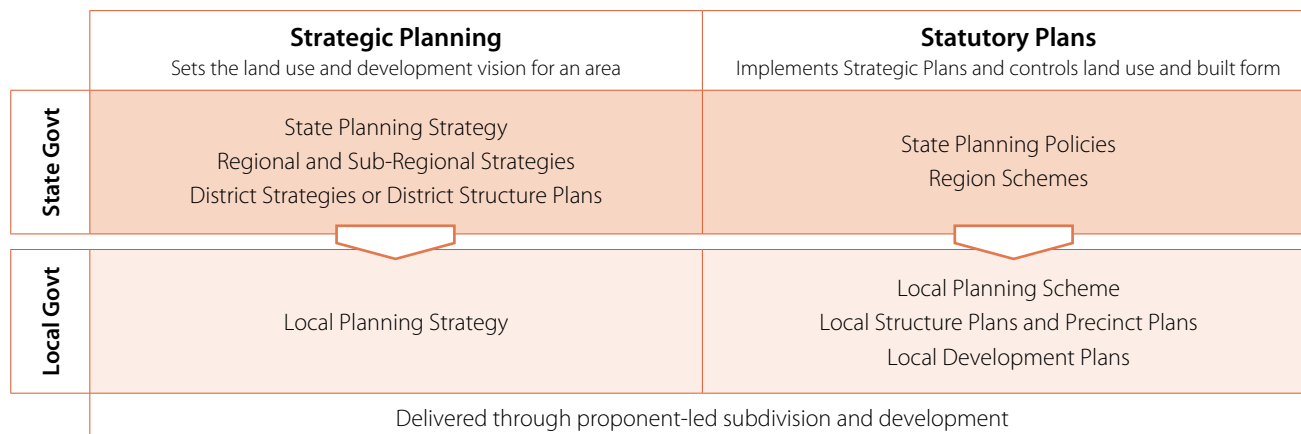 Strategic Planning
Sets the land use and development vision for an area
Statutory Plans
Implements Strategic Plans and controls land use and built form
State Govt
State Planning Strategy
Regional and Sub-Regional Strategies
District Strategies or District Structure Plans
State Planning Policies
Region Schemes
Local Govt
Local Planning Strategy
Local Planning Scheme
Local Structure Plans and Precinct Plans
Local Development Plans
Delivered through proponent-led subdivision and development